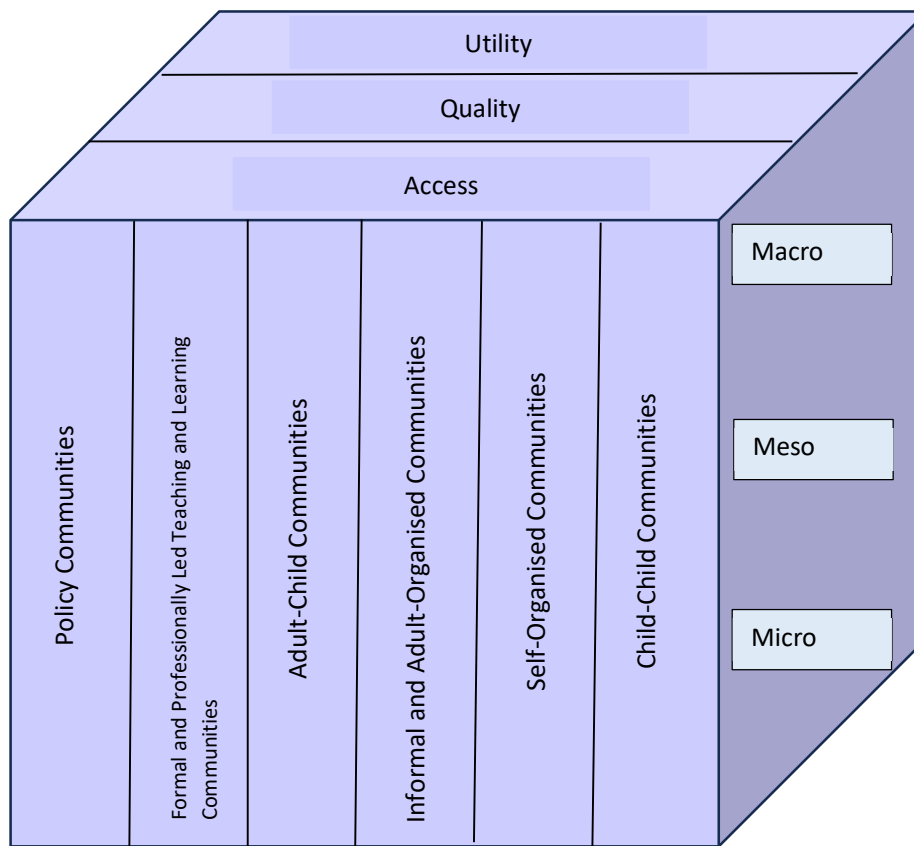 Utility
Quality
Access
Macro
Meso
Micro
Policy Communities
Formal and Professionally Led Teaching and Learning
Communities
Adult-Child Communities
Informal and Adult-Organised Communities
Self-Organised Communities
Child-Child Communities